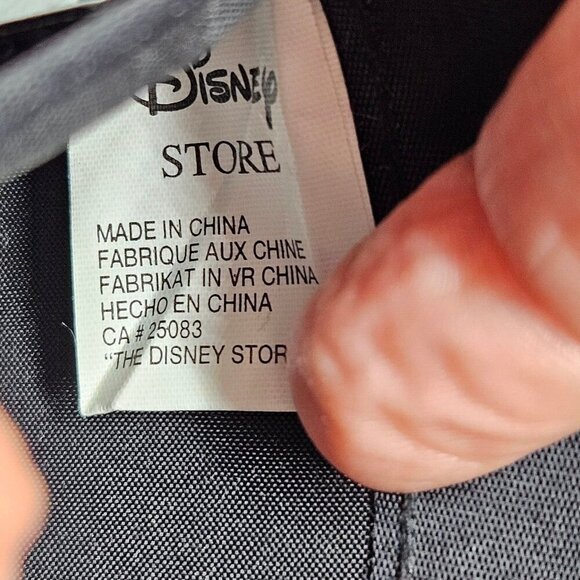 Disney
STORE
MADE IN CHINA
FABRIQUE AUX CHINE
FABRIKAT IN VR CHINA
HECHO EN CHINA
CA # 25083
"THE DISNEY STOR